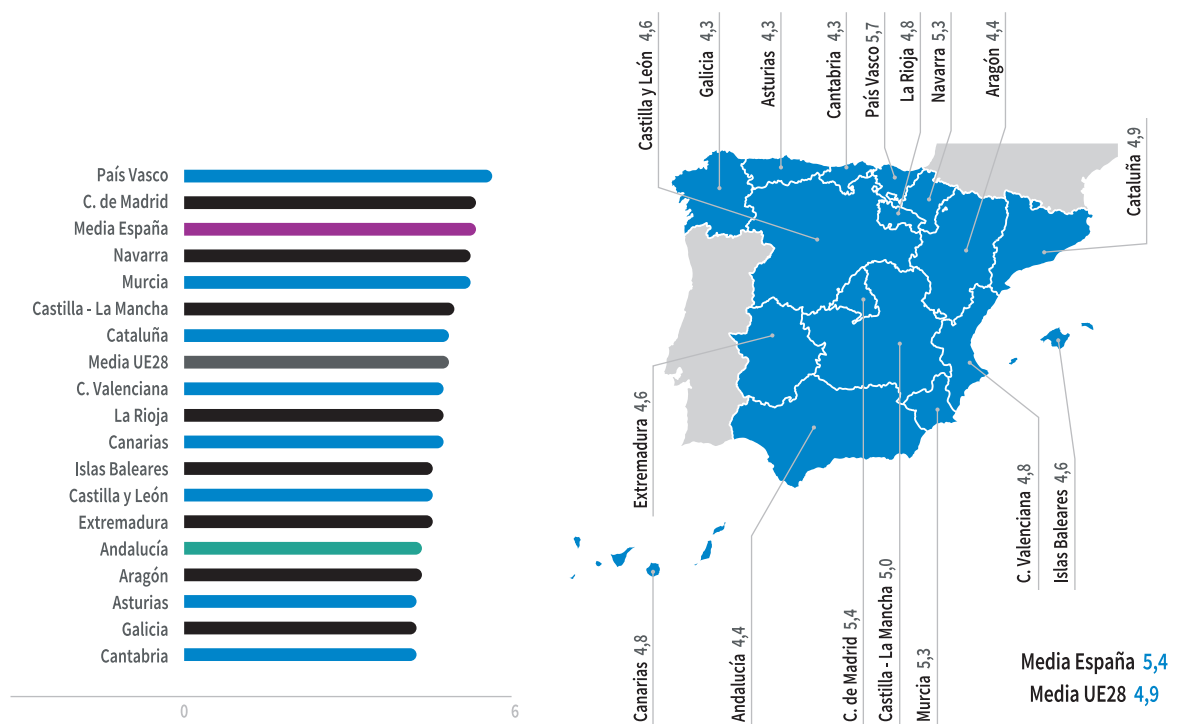 País Vasco
C. de Madrid
Media España
Navarra
Murcia
Castilla - La Mancha
Cataluña
Media UE28
C. Valenciana
La Rioja
Canarias
Islas Baleares
Castilla y León
Extremadura
Andalucía
Aragón
Asturias
Galicia
Cantabria
0 6
Castilla y León 4,6
Galicia 4,3
Asturias 4,3
Cantabria 4,3
País Vasco 5,7
La Rioja 4,8
Navarra 5,3
Aragón 4,4
Cataluña 4,9
Extremadura 4,6
Canarias 4,8
Andalucía 4,4
C. de Madrid 5,4
Castilla - La Mancha 5,0
Murcia 5,3
C. Valenciana 4,8
Islas Baleares 4,6
Media España 5,4
Media UE28 4,9